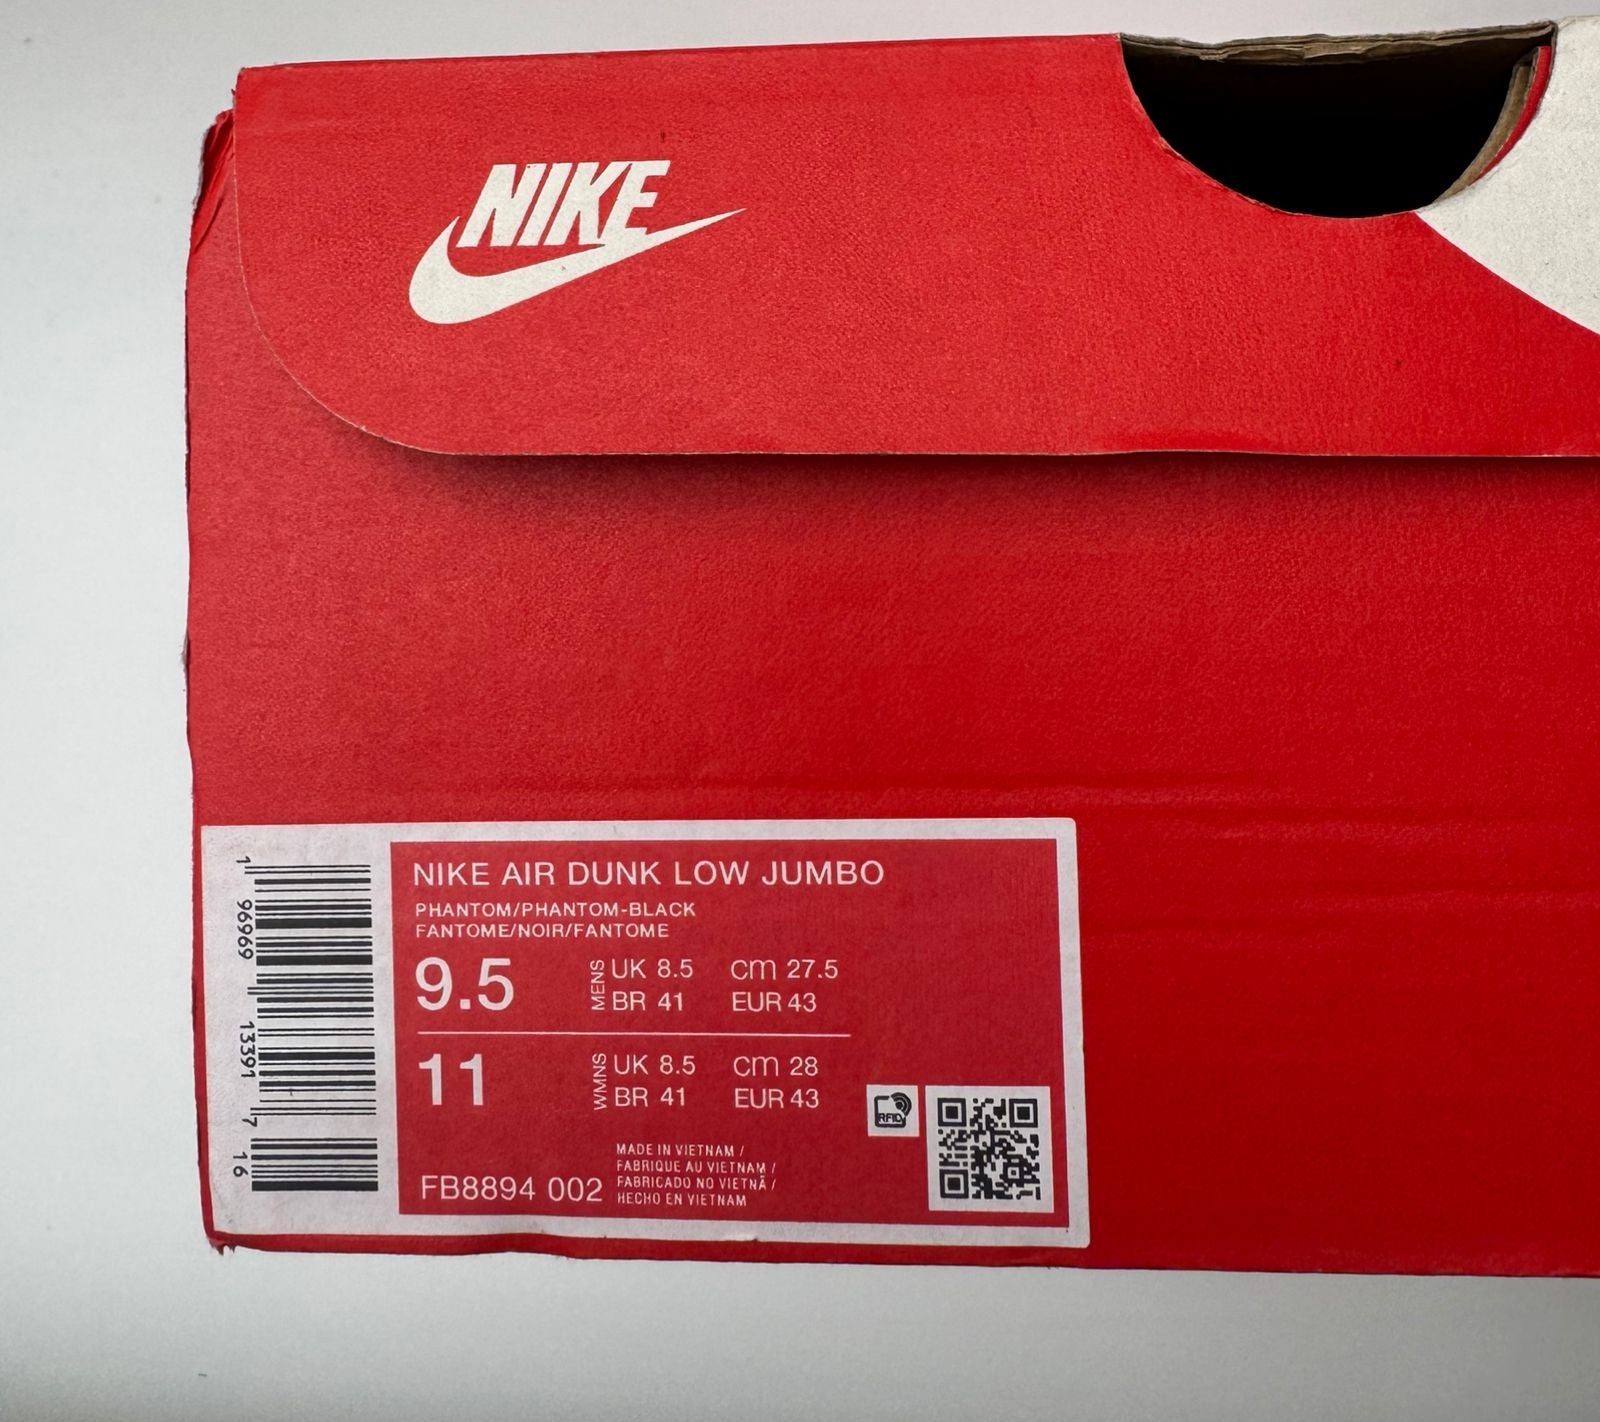 NIKE
1 96969 13391 7 16
NIKE AIR DUNK LOW JUMBO
PHANTOM/PHANTOM-BLACK
FANTOME/NOIR/FANTOME
9.5 MENS UK 8.5 cm 27.5
BR 41 EUR 43
11 WMNS UK 8.5 cm 28
BR 41 EUR 43
RFID
MADE IN VIETNAM /
FABRIQUE AU VIETNAM /
FABRICADO NO VIETNÃ /
HECHO EN VIETNAM
FB8894 002